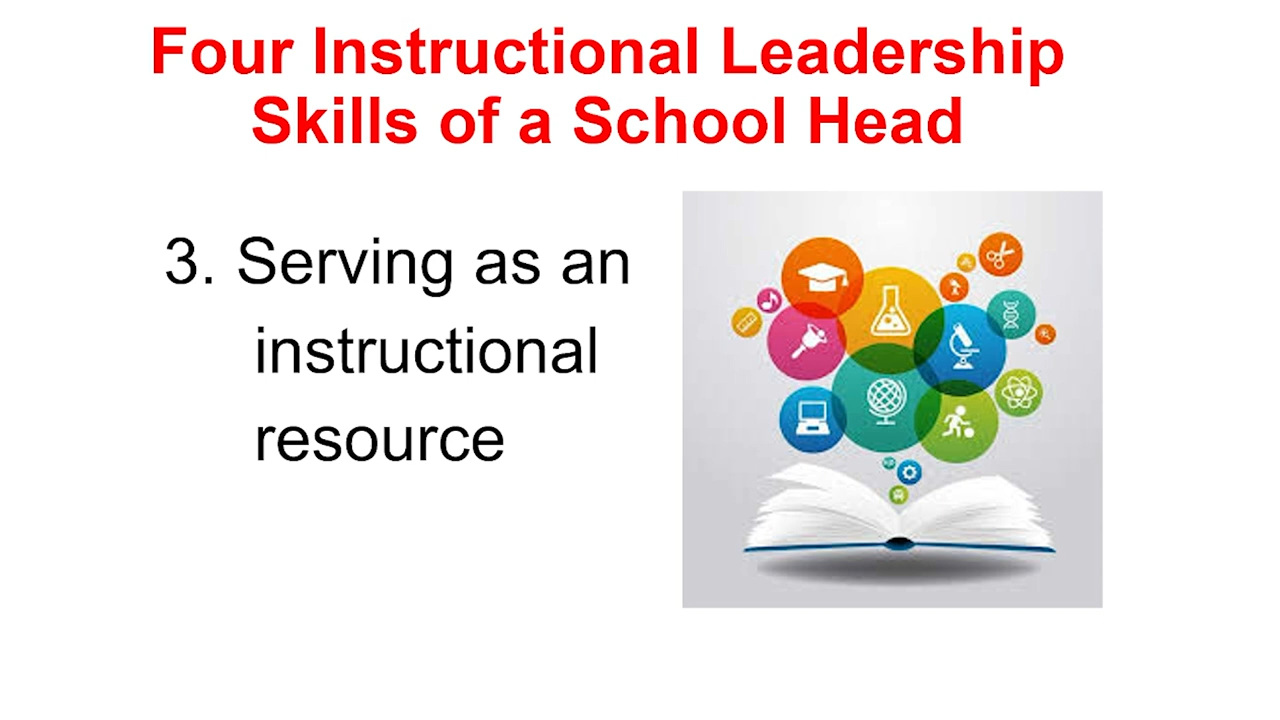 Four Instructional Leadership
Skills of a School Head
3. Serving as an
instructional
resource